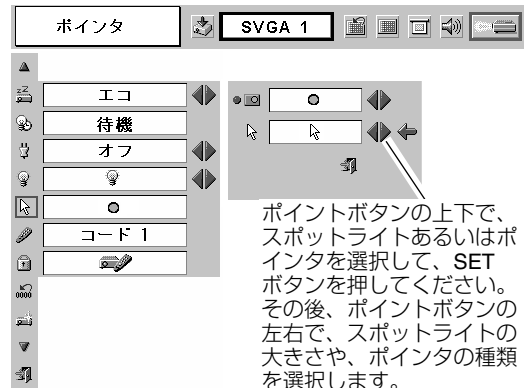 ポインタ
SVGA 1
エコ
待機
オフ
コード 1
ポイントボタンの上下で、
スポットライトあるいはポ
インタを選択して、SET
ボタンを押してください。
その後、ポイントボタンの
左右で、スポットライトの
大きさや、ポインタの種類
を選択します。